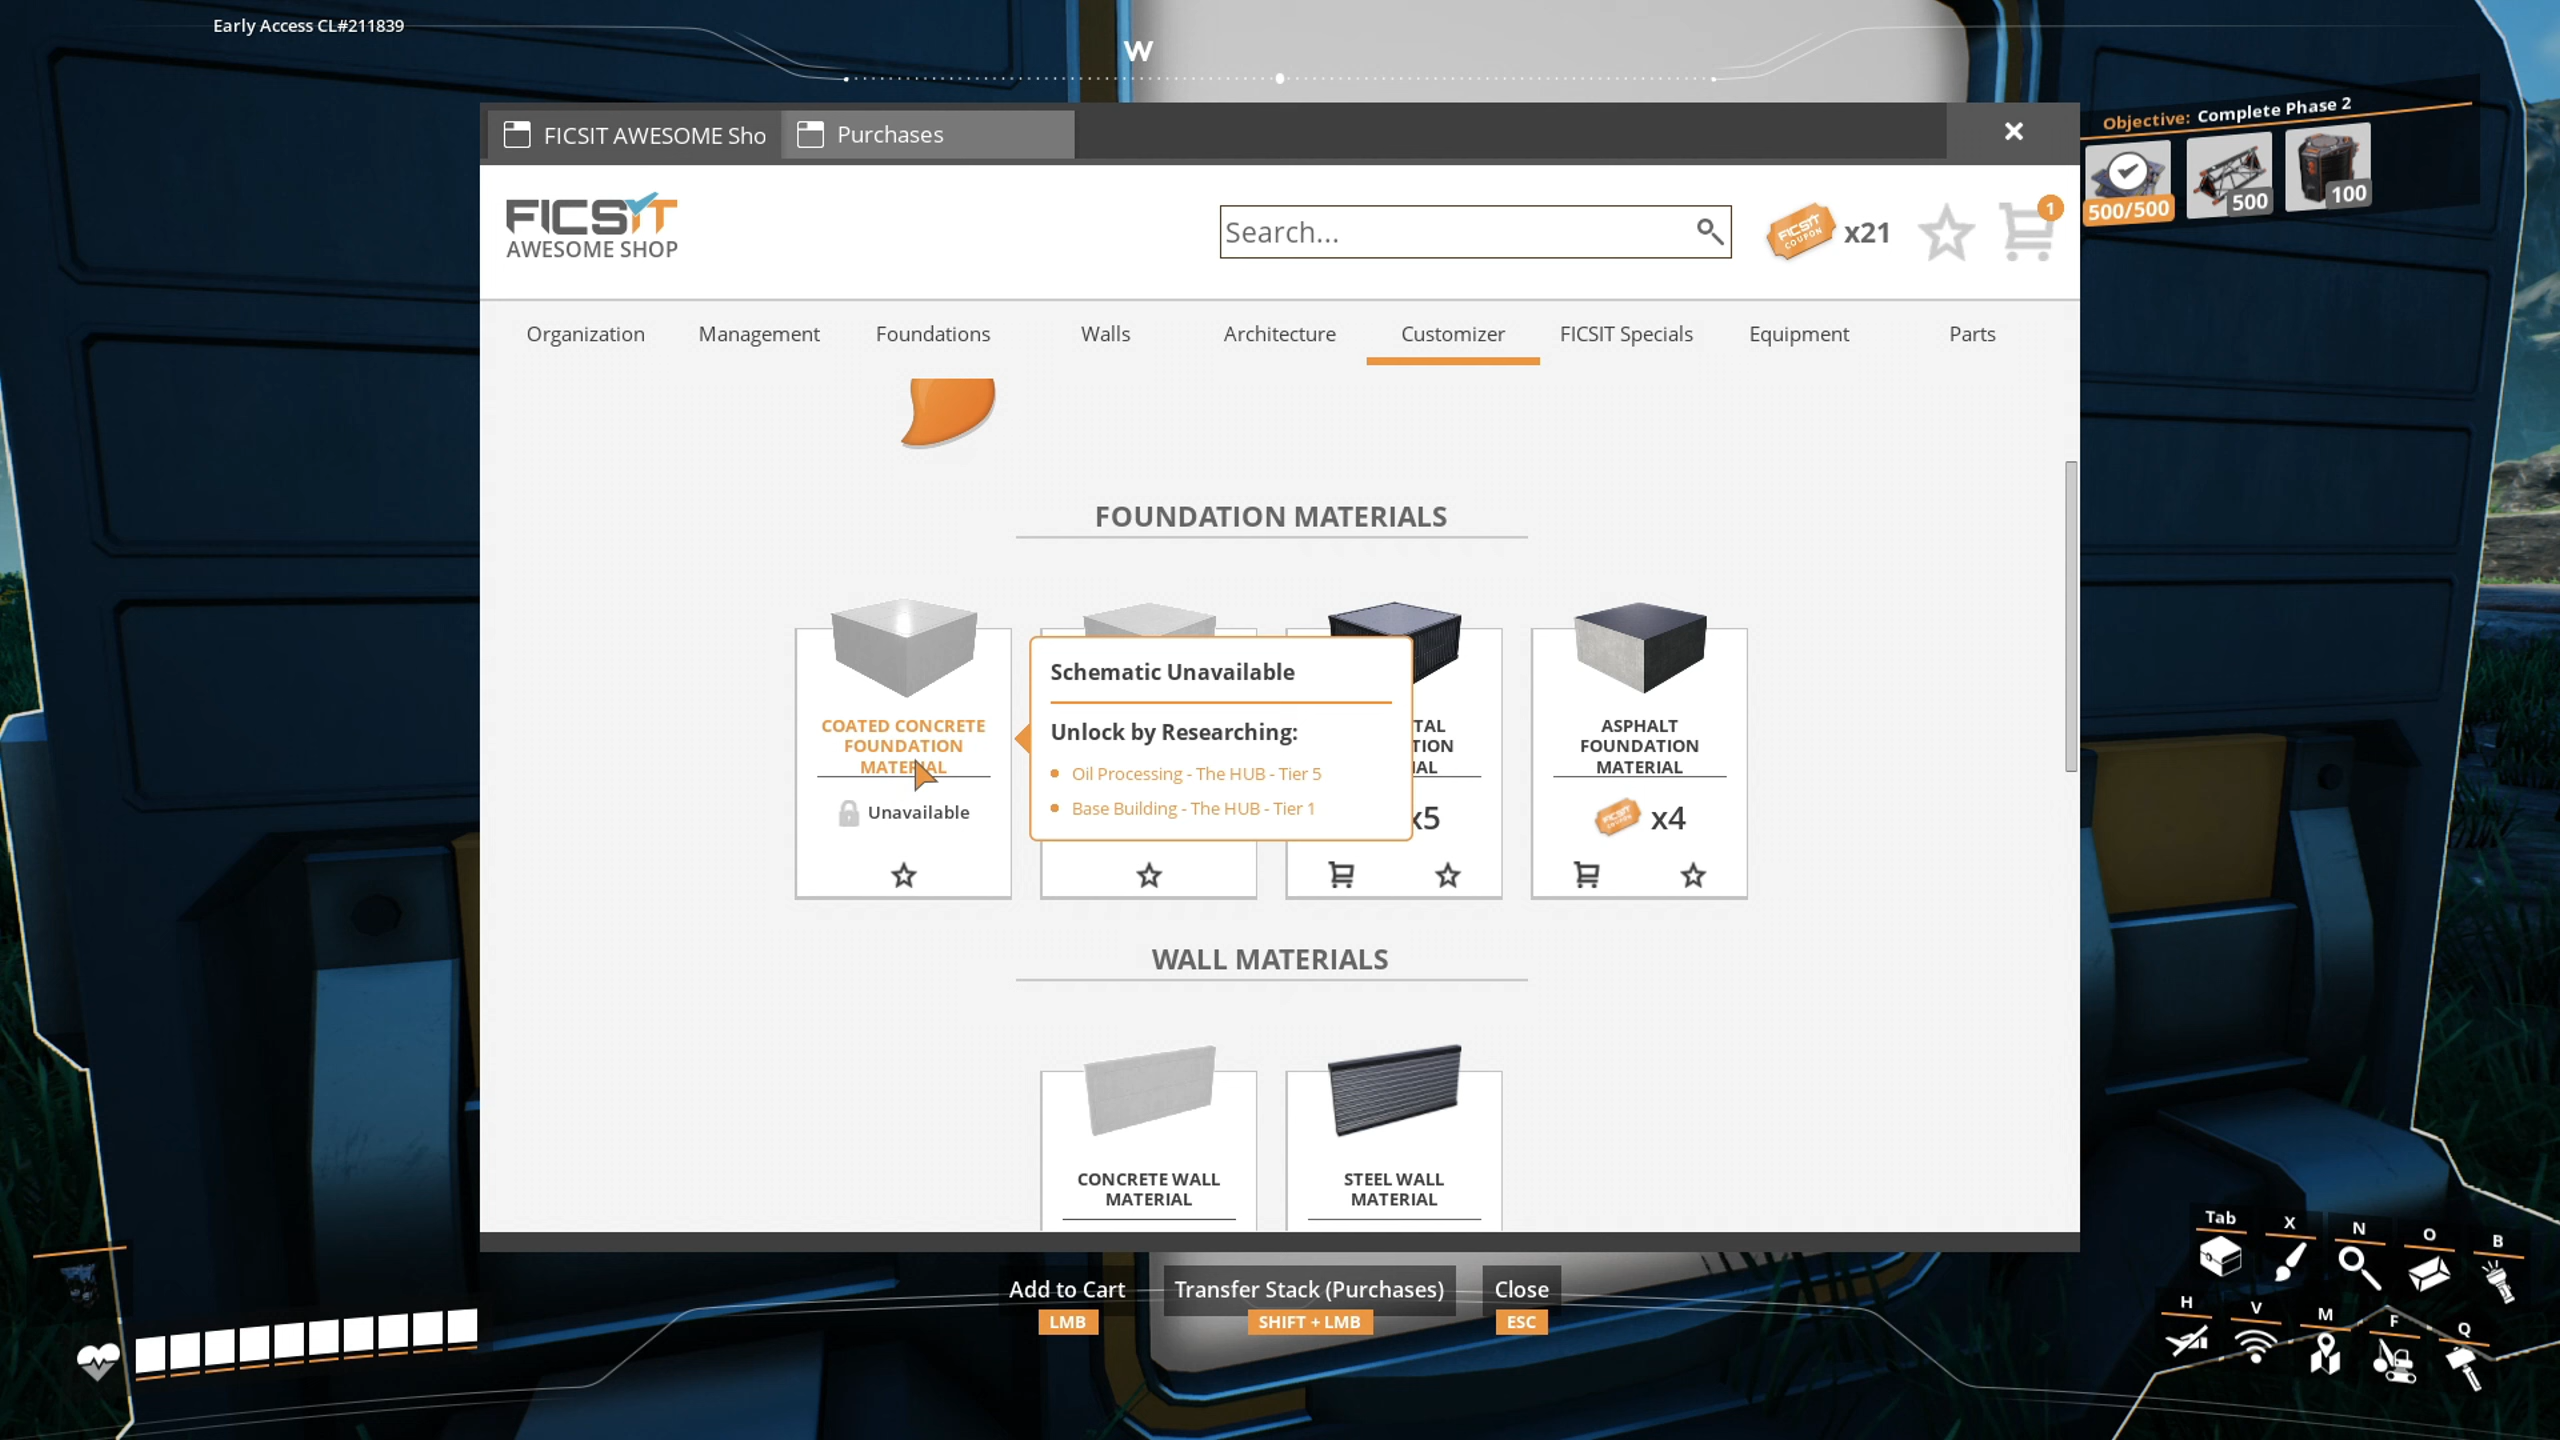 Early Access CL#211839
W
Objective: Complete Phase 2
500/500
500
100
FICSIT AWESOME Sho
Purchases
FICSIT
AWESOME SHOP
Search...
FICSIT COUPON
x21
1
Organization
Management
Foundations
Walls
Architecture
Customizer
FICSIT Specials
Equipment
Parts
FOUNDATION MATERIALS
COATED CONCRETE
FOUNDATION
MATERIAL
Unavailable
Schematic Unavailable
Unlock by Researching:
Oil Processing - The HUB - Tier 5
Base Building - The HUB - Tier 1
TAL
TION
IAL
x5
ASPHALT
FOUNDATION
MATERIAL
x4
WALL MATERIALS
CONCRETE WALL
MATERIAL
STEEL WALL
MATERIAL
Add to Cart
LMB
Transfer Stack (Purchases)
SHIFT + LMB
Close
ESC
Tab
X
N
O
B
H
V
M
F
Q